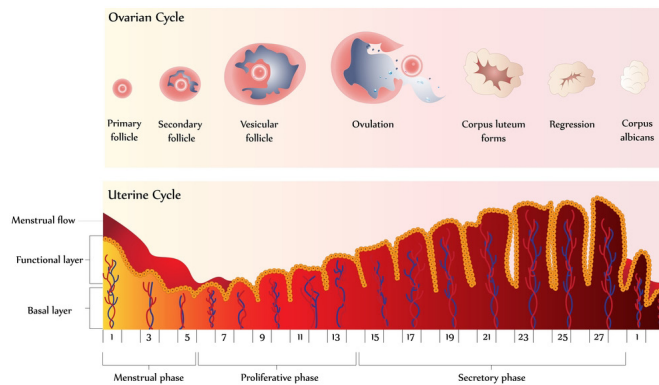 Ovarian Cycle
Primary
follicle
Secondary
follicle
Vesicular
follicle
Ovulation
Corpus luteum
forms
Regression
Corpus
albicans
Uterine Cycle
Menstrual flow
Functional layer
Basal layer
1 3 5 7 9 11 13 15 17 19 21 23 25 27 1
Menstrual phase Proliferative phase Secretory phase